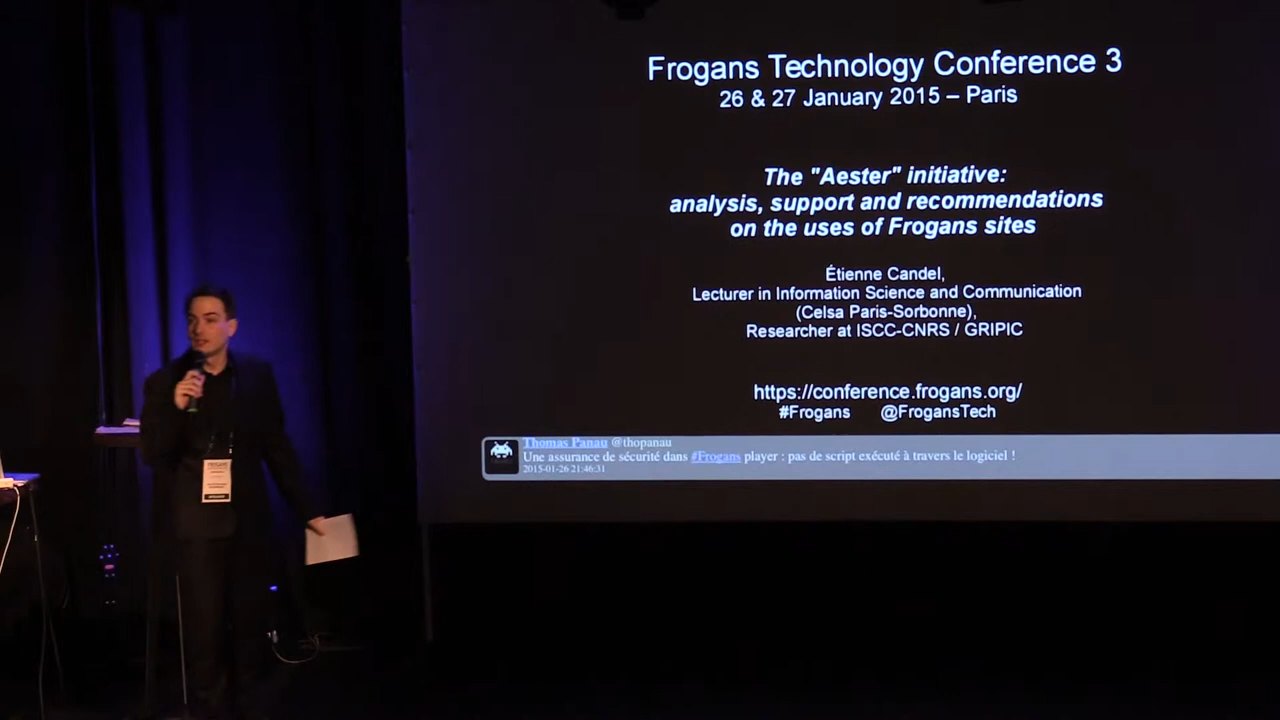 Frogans Technology Conference 3
26 & 27 January 2015 – Paris
The "Aester" initiative:
analysis, support and recommendations
on the uses of Frogans sites
Étienne Candel,
Lecturer in Information Science and Communication
(Celsa Paris-Sorbonne),
Researcher at ISCC-CNRS / GRIPIC
https://conference.frogans.org/
#Frogans @FrogansTech
Thomas Panau @thopanau
Une assurance de sécurité dans #Frogans player : pas de script exécuté à travers le logiciel !
2015-01-26 21:46:31
FROGANS